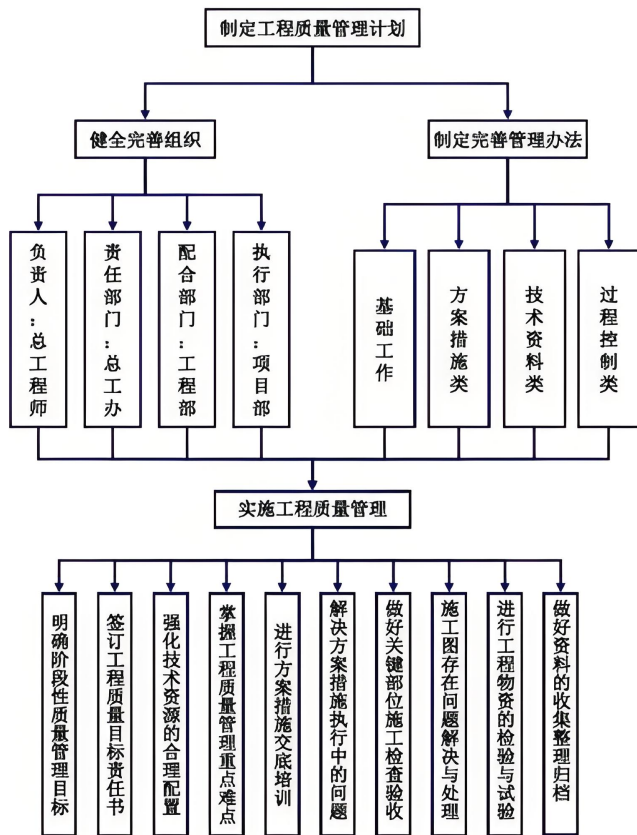 制定工程质量管理计划
健全完善组织
制定完善管理办法
负责人：总工程师
责任部门：总工办
配合部门：工程部
执行部门：项目部
基础工作
方案措施类
技术资料类
过程控制类
实施工程质量管理
明确阶段性质量管理目标
签订工程质量目标责任书
强化技术资源的合理配置
掌握工程质量管理重点难点
进行方案措施交底培训
解决方案措施执行中的问题
做好关键部位施工检查验收
施工图存在问题解决与处理
进行工程物资的检验与试验
做好资料的收集整理归档